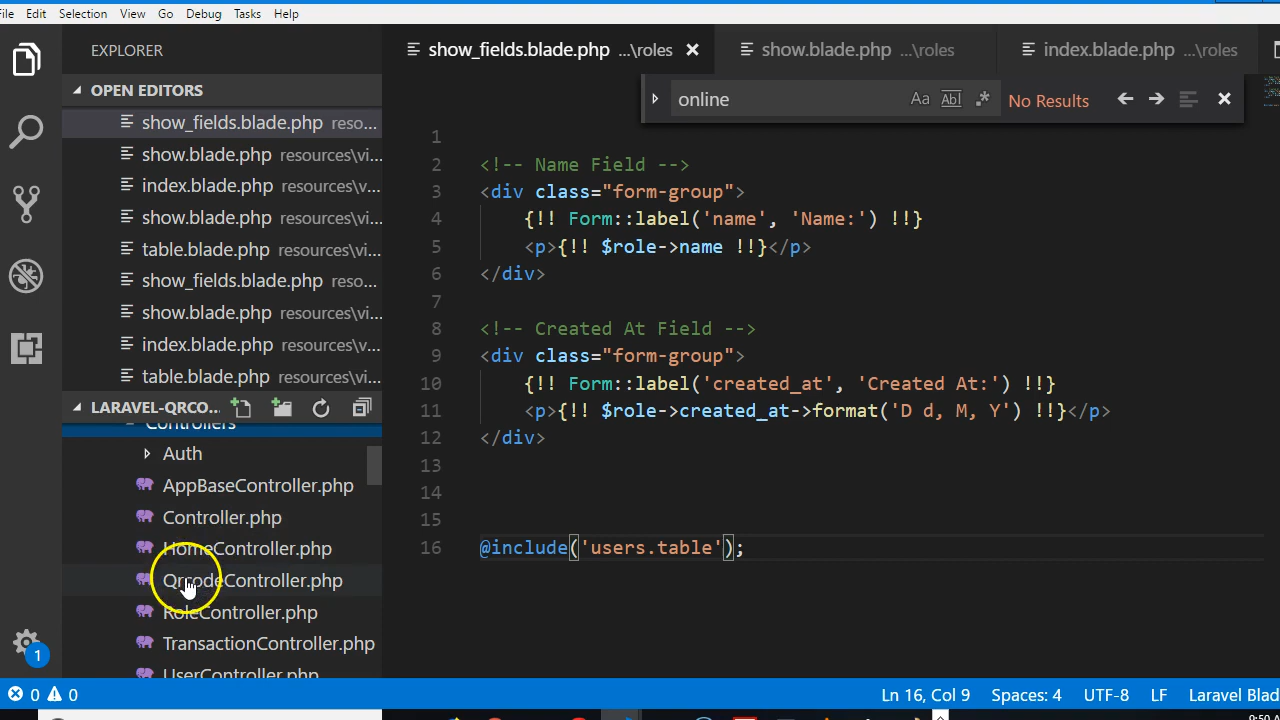 File Edit Selection View Go Debug Tasks Help
EXPLORER
OPEN EDITORS
show_fields.blade.php reso...
show.blade.php resources\vi...
index.blade.php resources\v...
show.blade.php resources\vi...
table.blade.php resources\vi...
show_fields.blade.php reso...
show.blade.php resources\vi...
index.blade.php resources\v...
table.blade.php resources\vi...
LARAVEL-QRCO...
Controllers
Auth
AppBaseController.php
Controller.php
HomeController.php
QrcodeController.php
RoleController.php
TransactionController.php
UserController.php
show_fields.blade.php ...\roles
show.blade.php ...\roles
index.blade.php ...\roles
online Aa Abl .* No Results
1
2 <!-- Name Field -->
3 <div class="form-group">
4 {!! Form::label('name', 'Name:') !!}
5 <p>{!! $role->name !!}</p>
6 </div>
7
8 <!-- Created At Field -->
9 <div class="form-group">
10 {!! Form::label('created_at', 'Created At:') !!}
11 <p>{!! $role->created_at->format('D d, M, Y') !!}</p>
12 </div>
13
14
15
16 @include('users.table');
1
0 0 Ln 16, Col 9 Spaces: 4 UTF-8 LF Laravel Blad